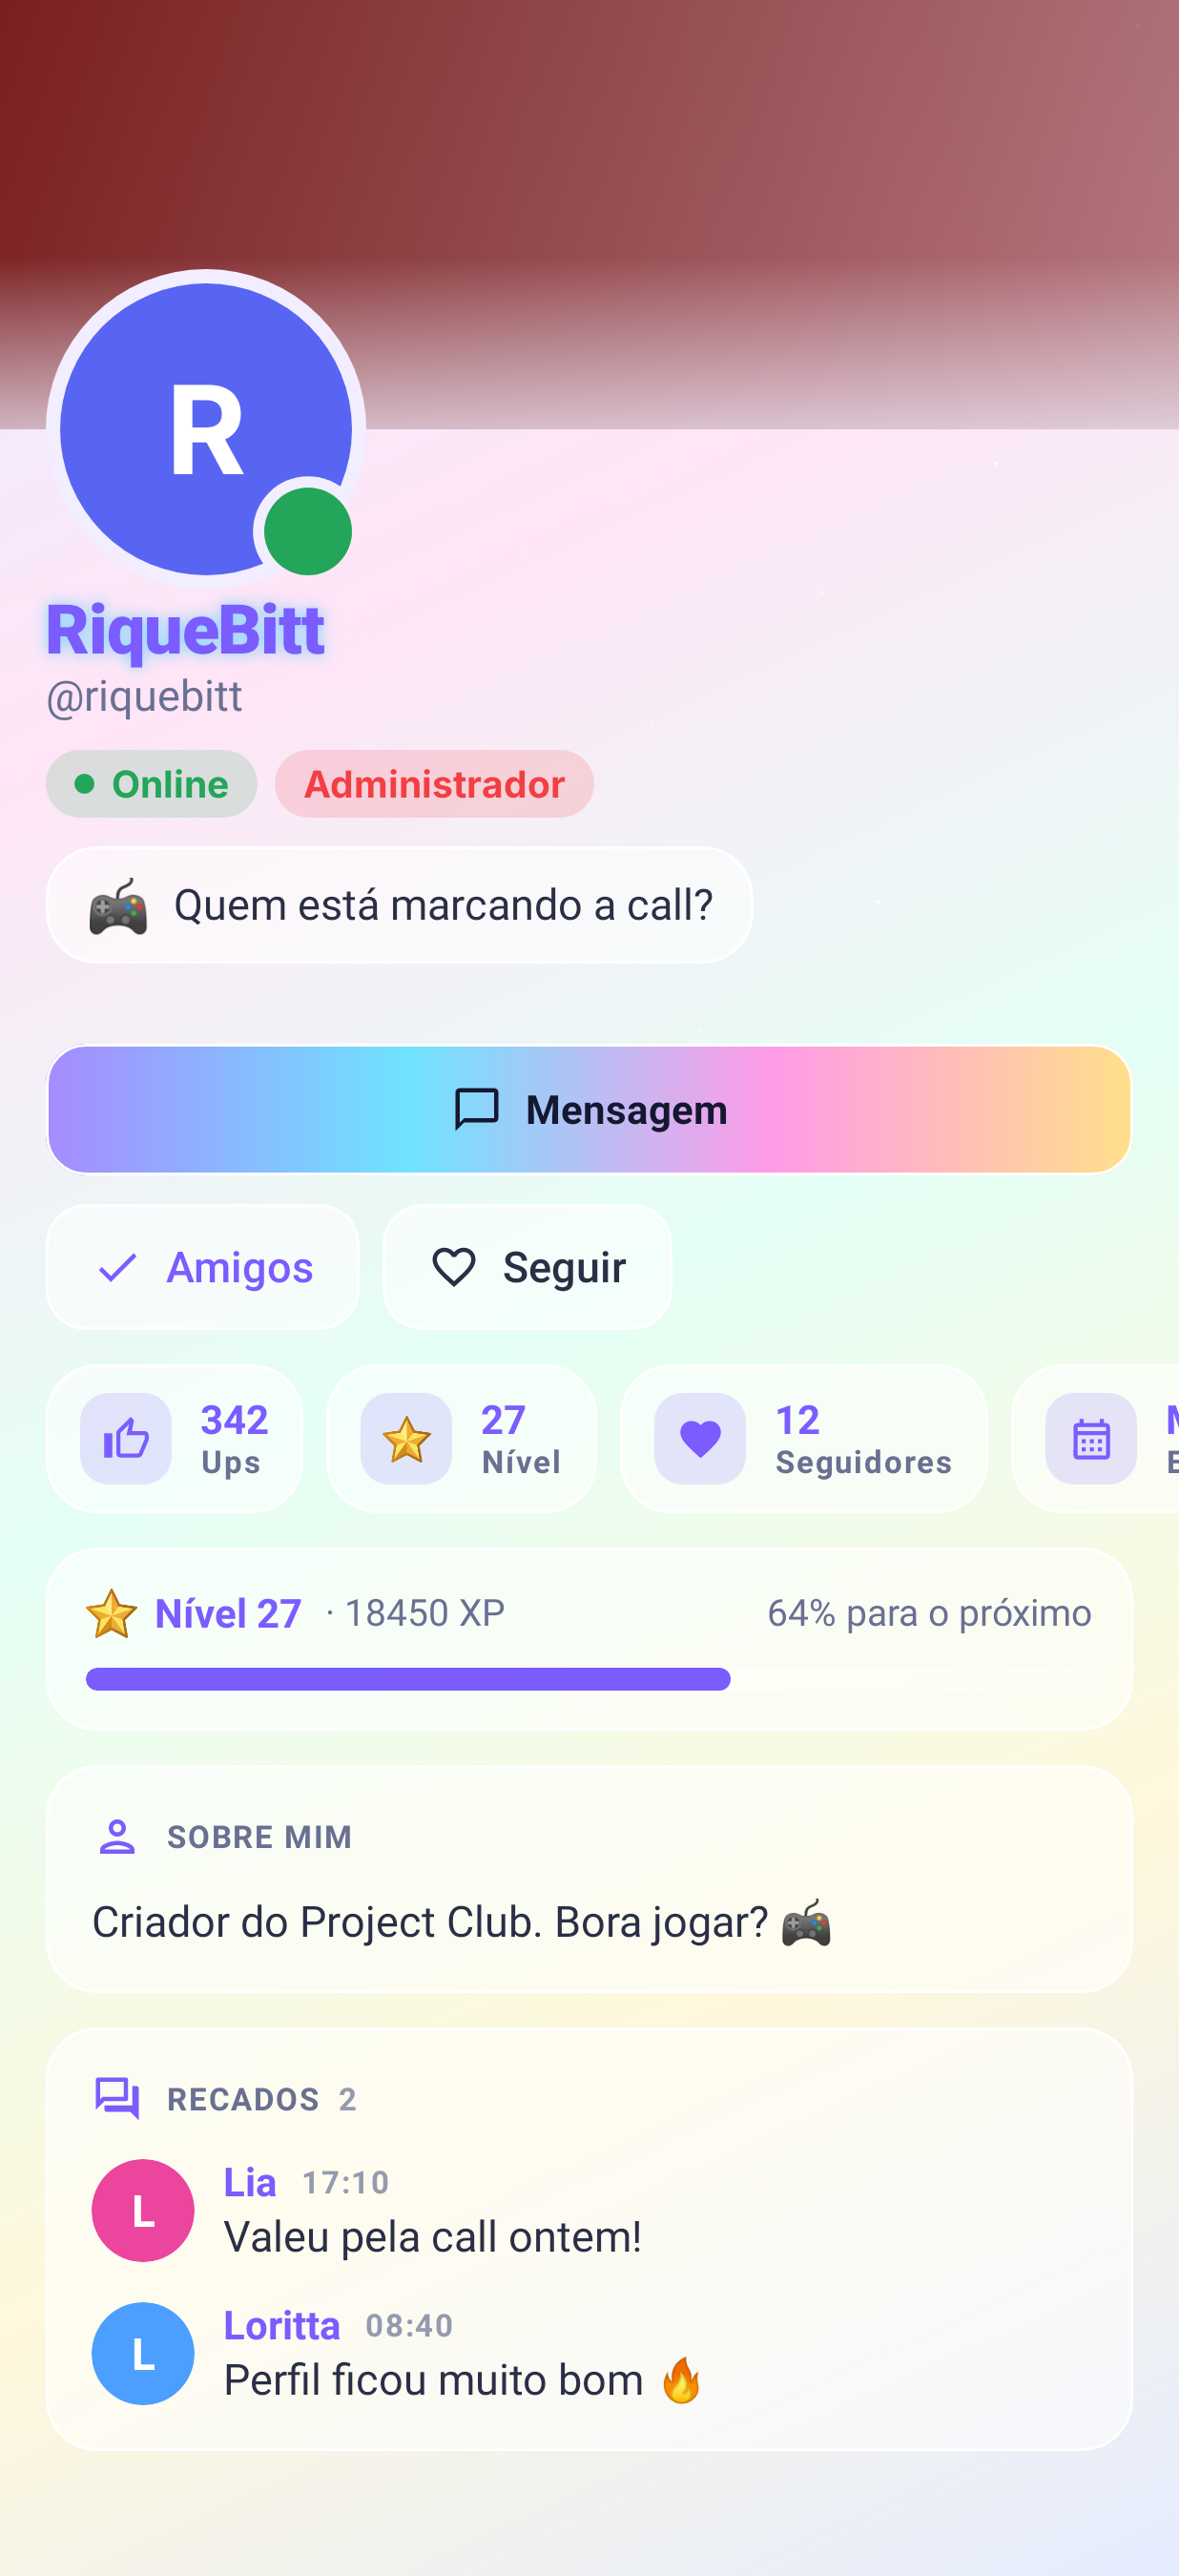 R
RiqueBitt
@riquebitt
Online
Administrador
🎮 Quem está marcando a call?
Mensagem
Amigos
Seguir
342
Ups
27
Nível
12
Seguidores
Nível 27 · 18450 XP
64% para o próximo
SOBRE MIM
Criador do Project Club. Bora jogar? 🎮
RECADOS 2
L
Lia 17:10
Valeu pela call ontem!
L
Loritta 08:40
Perfil ficou muito bom 🔥